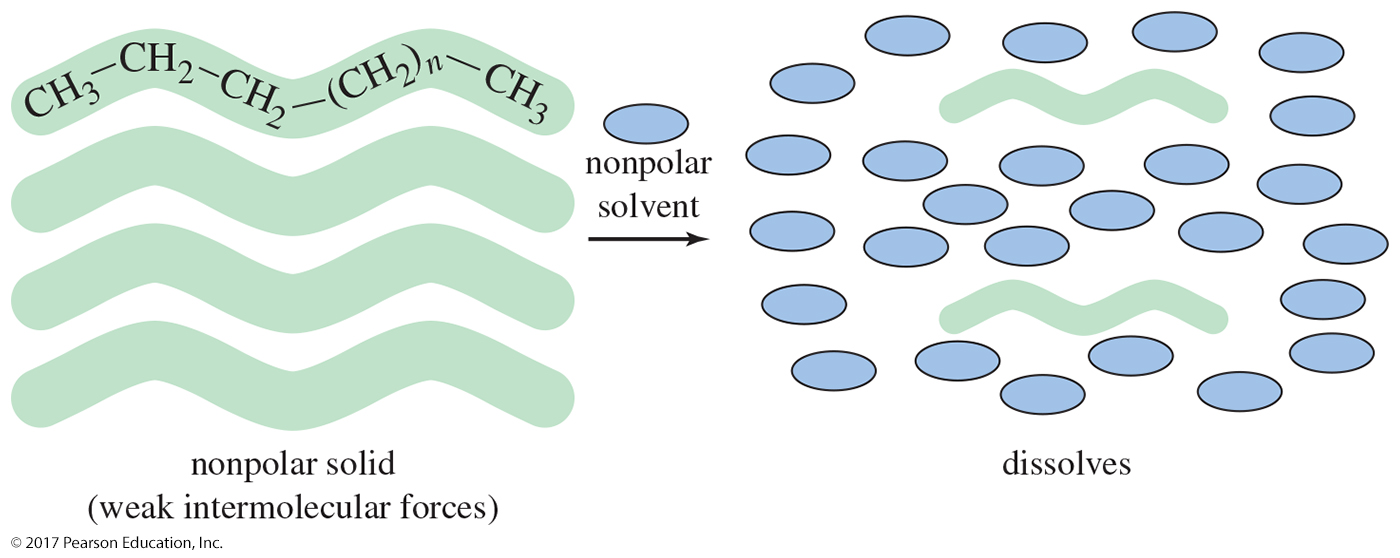 CH₃–CH₂–CH₂–(CH₂)ₙ–CH₃
nonpolar
solvent
nonpolar solid
(weak intermolecular forces)
dissolves
© 2017 Pearson Education, Inc.